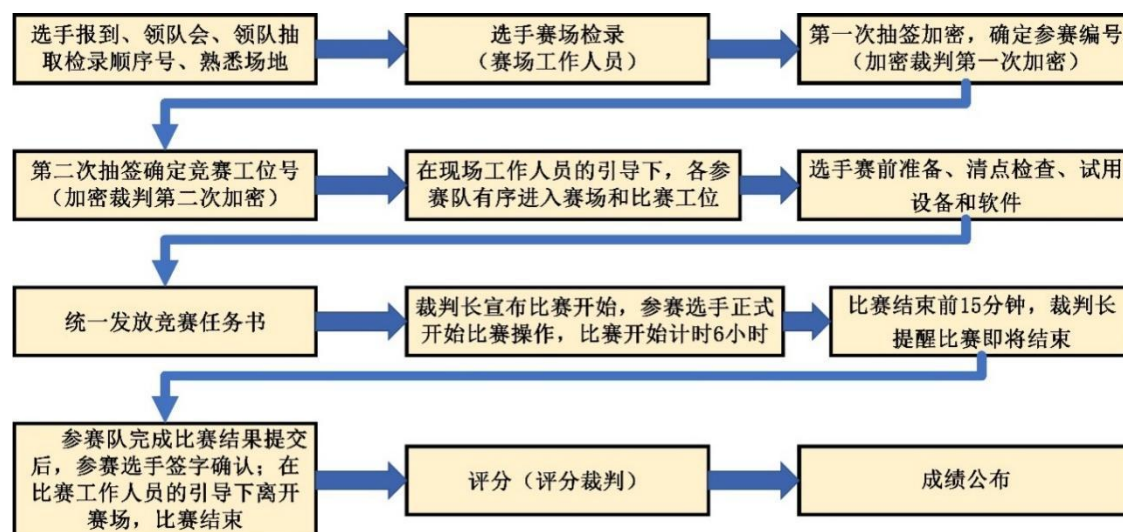 选手报到、领队会、领队抽
取检录顺序号、熟悉场地
选手赛场检录
（赛场工作人员）
第一次抽签加密，确定参赛编号
（加密裁判第一次加密）
第二次抽签确定竞赛工位号
（加密裁判第二次加密）
在现场工作人员的引导下，各参
赛队有序进入赛场和比赛工位
选手赛前准备、清点检查、试用
设备和软件
统一发放竞赛任务书
裁判长宣布比赛开始，参赛选手正式
开始比赛操作，比赛开始计时6小时
比赛结束前15分钟，裁判长
提醒比赛即将结束
参赛队完成比赛结果提交
后，参赛选手签字确认；在
比赛工作人员的引导下离开
赛场，比赛结束
评分（评分裁判）
成绩公布